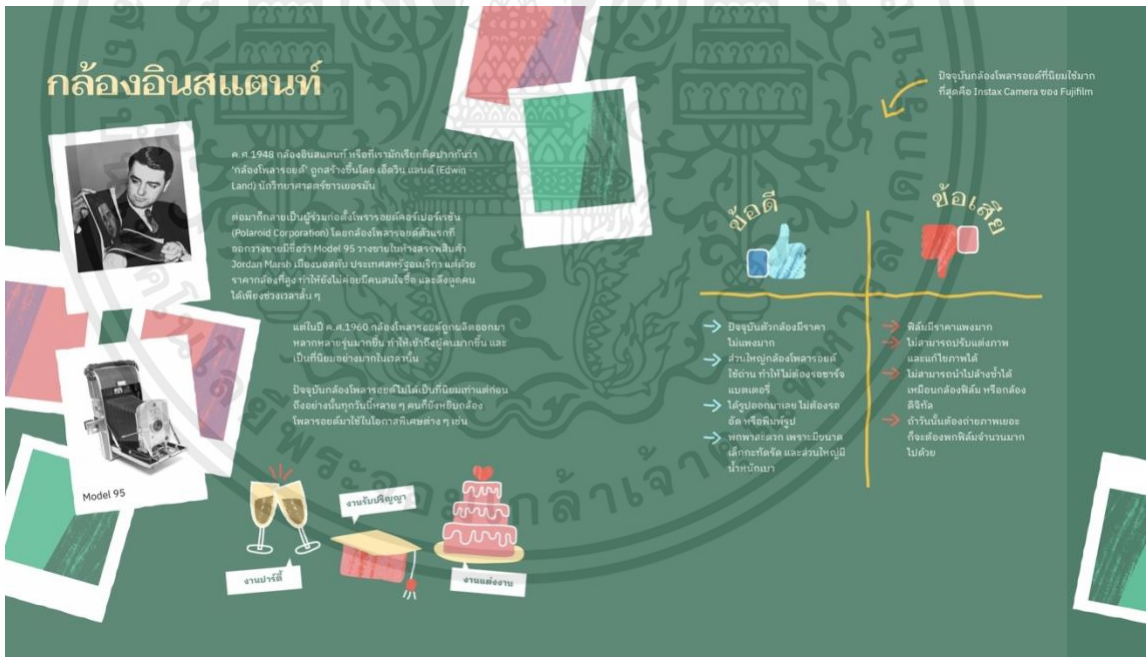 กล้องอินสแตนท์
ค.ศ.1948 กล้องอินสแตนท์ หรือที่เรามักเรียกติดปากกันว่า
'กล้องโพลารอยด์' ถูกสร้างขึ้นโดย เอ็ดวิน แลนด์ (Edwin
Land) นักวิทยาศาสตร์ชาวเยอรมัน
ต่อมาก็กลายเป็นผู้ร่วมก่อตั้งโพรารอยด์คอร์เปอร์เรชัน
(Polaroid Corporation) โดยกล้องโพลารอยด์ตัวแรกที่
ออกวางขายมีชื่อว่า Model 95 วางขายในห้างสรรพสินค้า
Jordan Marsh เมืองบอสตัน ประเทศสหรัฐอเมริกา แต่ด้วย
ราคากล้องที่สูง ทำให้ยังไม่ค่อยมีคนสนใจซื้อ และดึงดูดคน
ได้เพียงช่วงเวลาสั้น ๆ
แต่ในปี ค.ศ.1960 กล้องโพลารอยด์ถูกผลิตออกมา
หลากหลายรุ่นมากขึ้น ทำให้เข้าถึงผู้คนมากขึ้น และ
เป็นที่นิยมอย่างมากในเวลานั้น
ปัจจุบันกล้องโพลารอยด์ไม่ได้เป็นที่นิยมเท่าแต่ก่อน
ถึงอย่างนั้นทุกวันนี้หลาย ๆ คนก็ยังหยิบกล้อง
โพลารอยด์มาใช้ในโอกาสพิเศษต่าง ๆ เช่น
Model 95
งานปาร์ตี้
งานรับปริญญา
งานแต่งงาน
ปัจจุบันกล้องโพลารอยด์ที่นิยมใช้มาก
ที่สุดคือ Instax Camera ของ Fujifilm
ข้อดี
ปัจจุบันตัวกล้องมีราคา
ไม่แพงมาก
ส่วนใหญ่กล้องโพลารอยด์
ใช้ถ่าน ทำให้ไม่ต้องรอชาร์จ
แบตเตอรี่
ได้รูปออกมาเลย ไม่ต้องรอ
อัด หรือพิมพ์รูป
พกพาสะดวก เพราะมีขนาด
เล็กกะทัดรัด และส่วนใหญ่มี
น้ำหนักเบา
ข้อเสีย
ฟิล์มมีราคาแพงมาก
ไม่สามารถปรับแต่งภาพ
และแก้ไขภาพได้
ไม่สามารถนำไปล้างซ้ำได้
เหมือนกล้องฟิล์ม หรือกล้อง
ดิจิทัล
ถ้าวันนั้นต้องถ่ายภาพเยอะ
ก็จะต้องพกฟิล์มจำนวนมาก
ไปด้วย